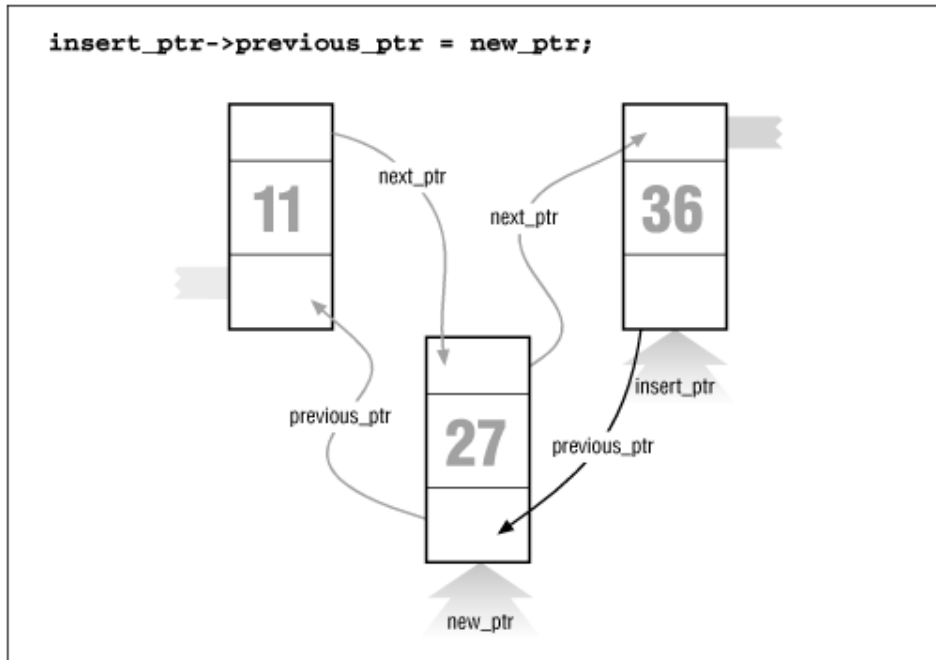 insert_ptr->previous_ptr = new_ptr;
11
next_ptr
next_ptr
36
insert_ptr
previous_ptr
27
previous_ptr
new_ptr